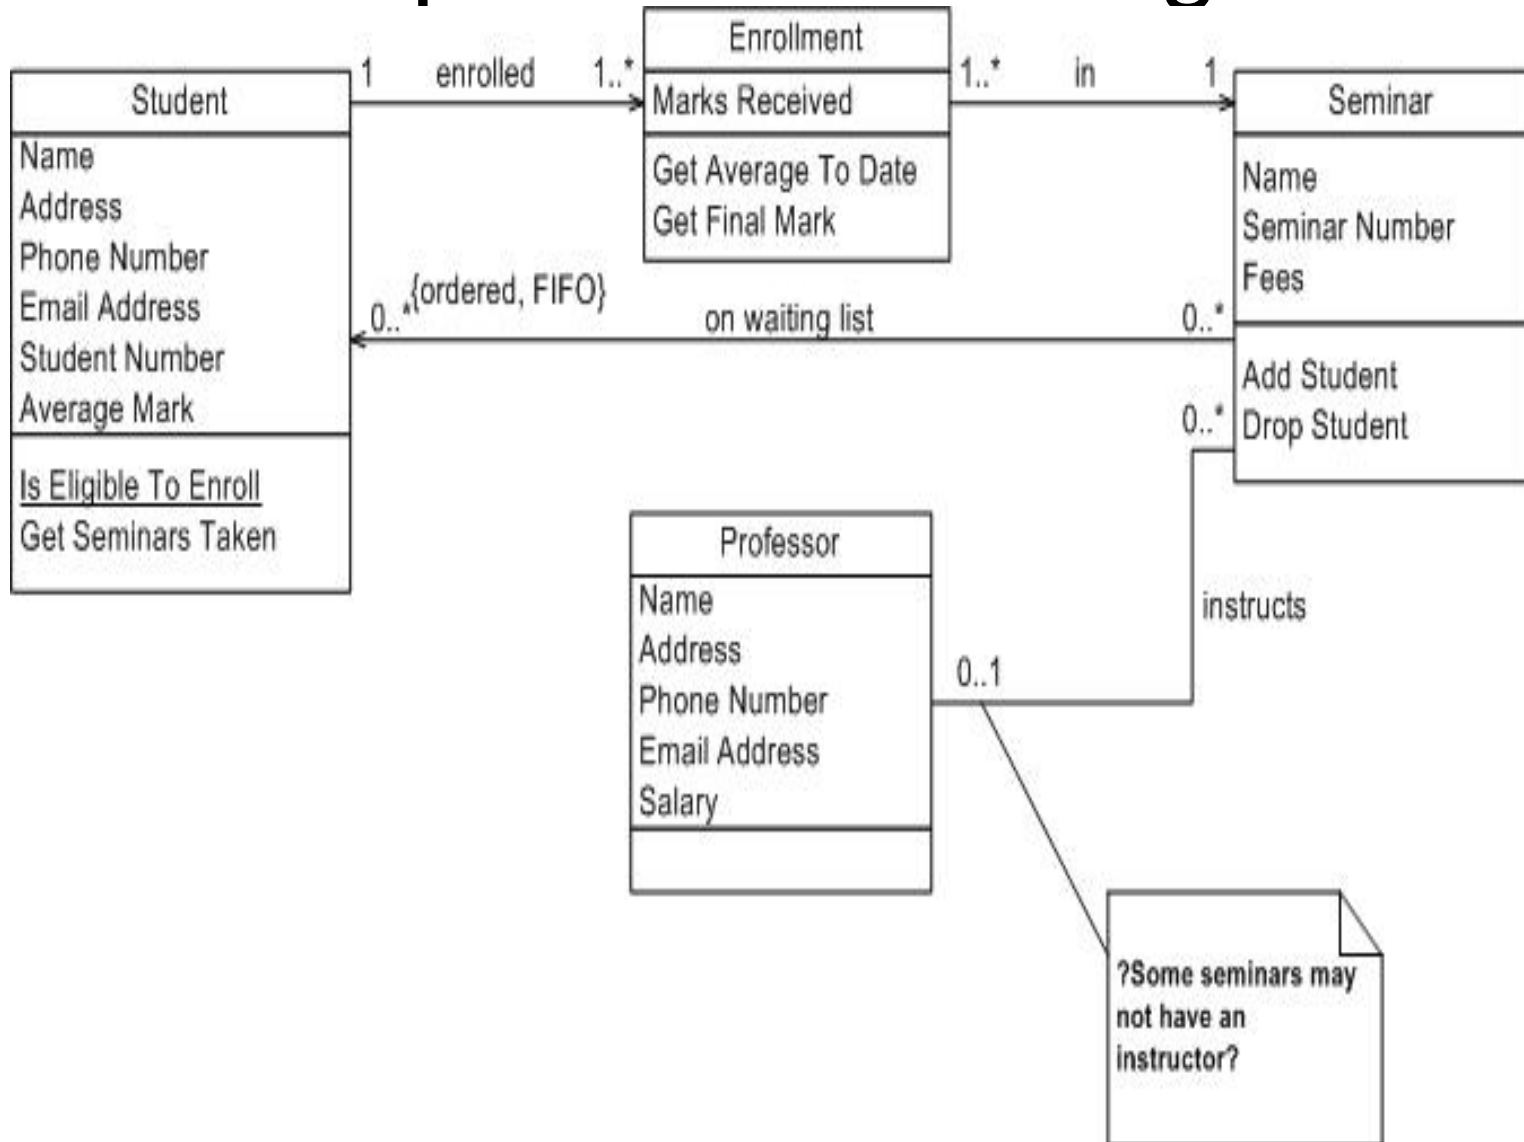 Student
Name
Address
Phone Number
Email Address
Student Number
Average Mark
Is Eligible To Enroll
Get Seminars Taken
1
enrolled
1..*
Enrollment
Marks Received
Get Average To Date
Get Final Mark
1..*
in
1
Seminar
Name
Seminar Number
Fees
Add Student
Drop Student
{ordered, FIFO}
0..*
on waiting list
0..*
0..*
instructs
0..1
Professor
Name
Address
Phone Number
Email Address
Salary
?Some seminars may
not have an
instructor?